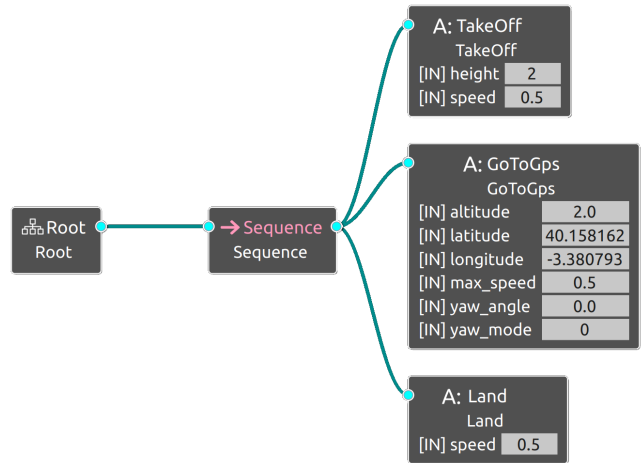 Root
Root
Sequence
Sequence
A: TakeOff
TakeOff
[IN] height 2
[IN] speed 0.5
A: GoToGps
GoToGps
[IN] altitude 2.0
[IN] latitude 40.158162
[IN] longitude -3.380793
[IN] max_speed 0.5
[IN] yaw_angle 0.0
[IN] yaw_mode 0
A: Land
Land
[IN] speed 0.5